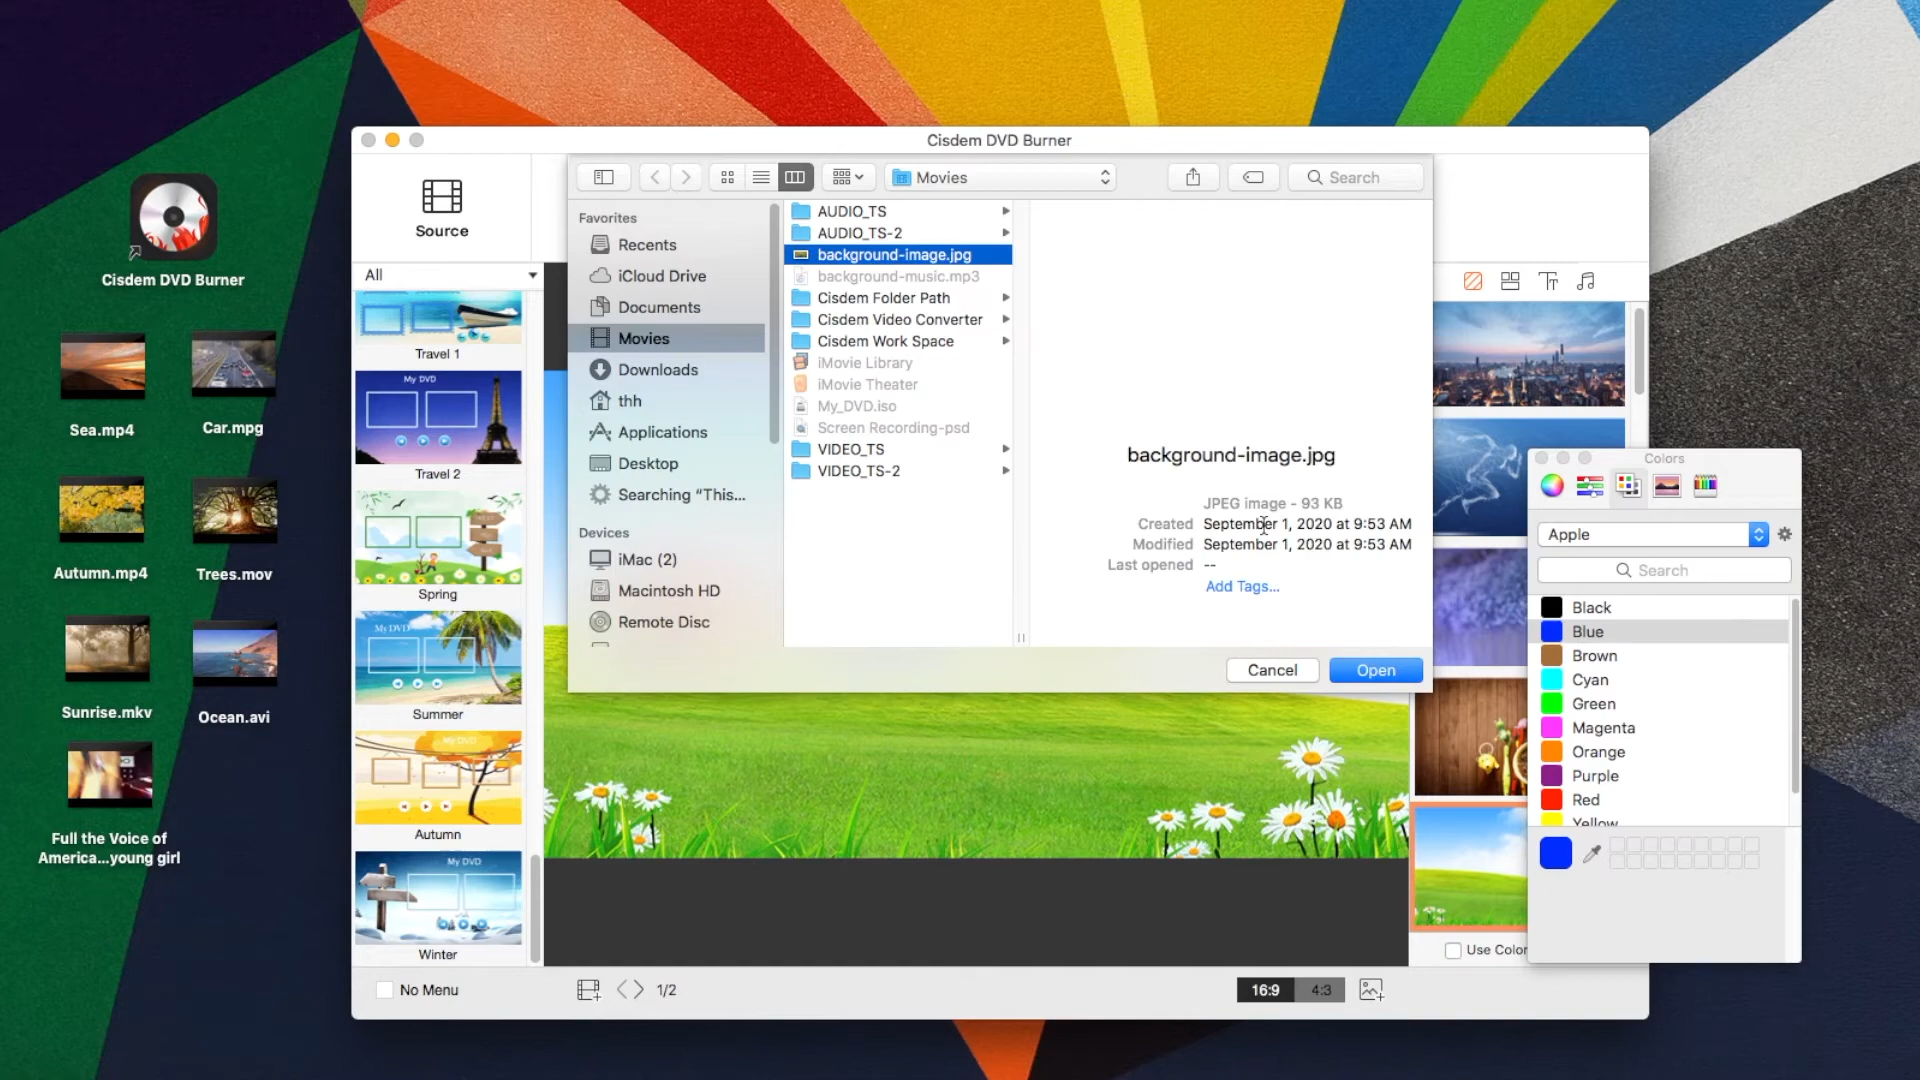 Cisdem DVD Burner
Sea.mp4
Car.mpg
Autumn.mp4
Trees.mov
Sunrise.mkv
Ocean.avi
Full the Voice of
America...young girl
Cisdem DVD Burner
Source
All
Travel 1
My DVD
Travel 2
Spring
My DVD
Summer
My DVD
Autumn
My DVD
Winter
No Menu
Movies
Search
Favorites
Recents
iCloud Drive
Documents
Movies
Downloads
thh
Applications
Desktop
Searching “This...
Devices
iMac (2)
Macintosh HD
Remote Disc
AUDIO_TS
AUDIO_TS-2
background-image.jpg
background-music.mp3
Cisdem Folder Path
Cisdem Video Converter
Cisdem Work Space
iMovie Library
iMovie Theater
My_DVD.iso
Screen Recording-psd
VIDEO_TS
VIDEO_TS-2
background-image.jpg
JPEG image - 93 KB
Created September 1, 2020 at 9:53 AM
Modified September 1, 2020 at 9:53 AM
Last opened --
Add Tags...
Cancel
Open
1/2
16:9
4:3
Use Color
Colors
Apple
Search
Black
Blue
Brown
Cyan
Green
Magenta
Orange
Purple
Red
Yellow